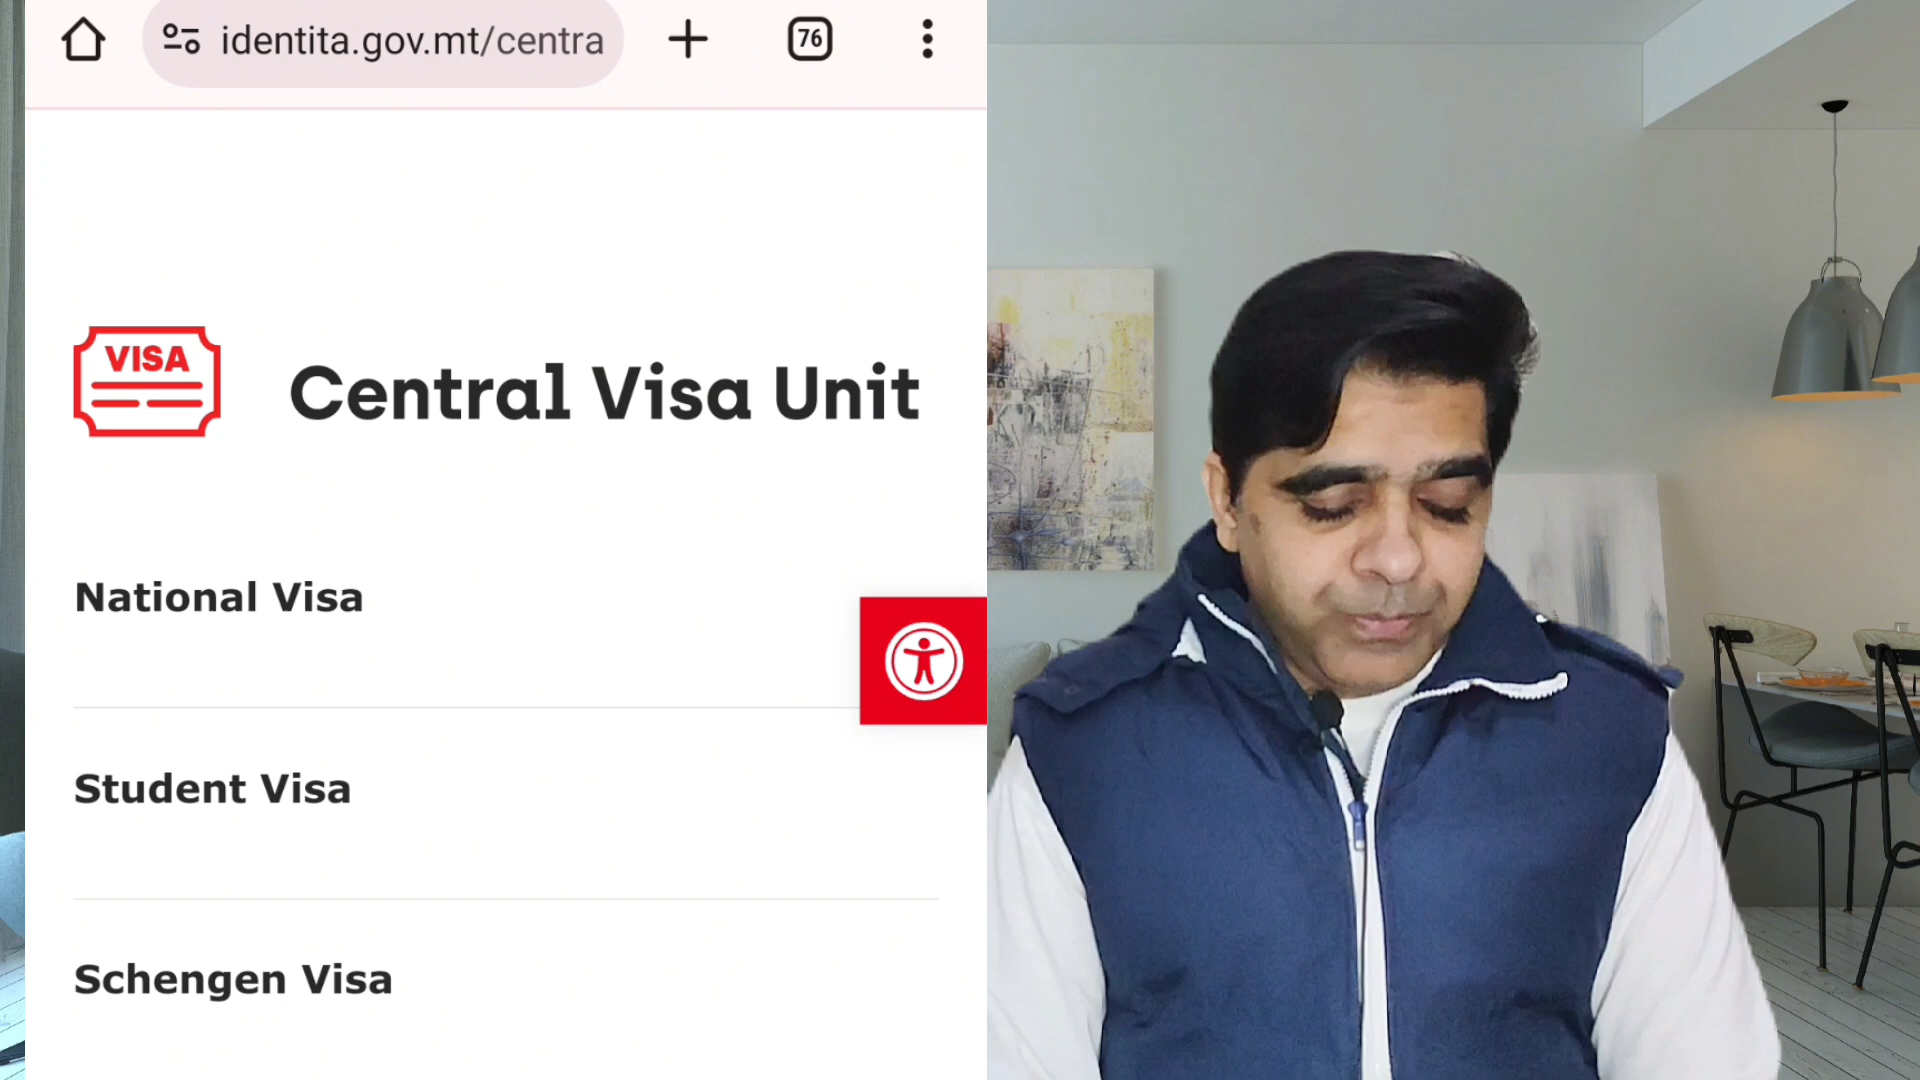 identita.gov.mt/centra
76
VISA
Central Visa Unit
National Visa
Student Visa
Schengen Visa